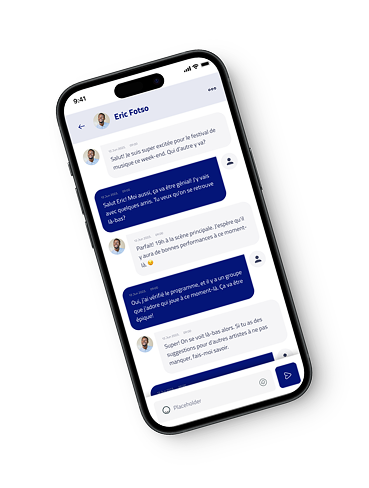 9:41
Eric Fotso
Salut! Je suis super excitée pour le festival de
musique ce week-end. Qui d'autre y va?
Salut Eric! Moi aussi, ça va être génial! J'y vais
avec quelques amis. Tu veux qu'on se retrouve
là-bas?
Parfait! 19h à la scène principale. J'espère qu'il
y aura de bonnes performances à ce moment-
là. 😉
Oui, j'ai vérifié le programme, et il y a un groupe
que j'adore qui joue à ce moment-là. Ça va être
épique!
Super! On se voit là-bas alors. Si tu as des
suggestions pour d'autres artistes à ne pas
manquer, fais-moi savoir.
Placeholder